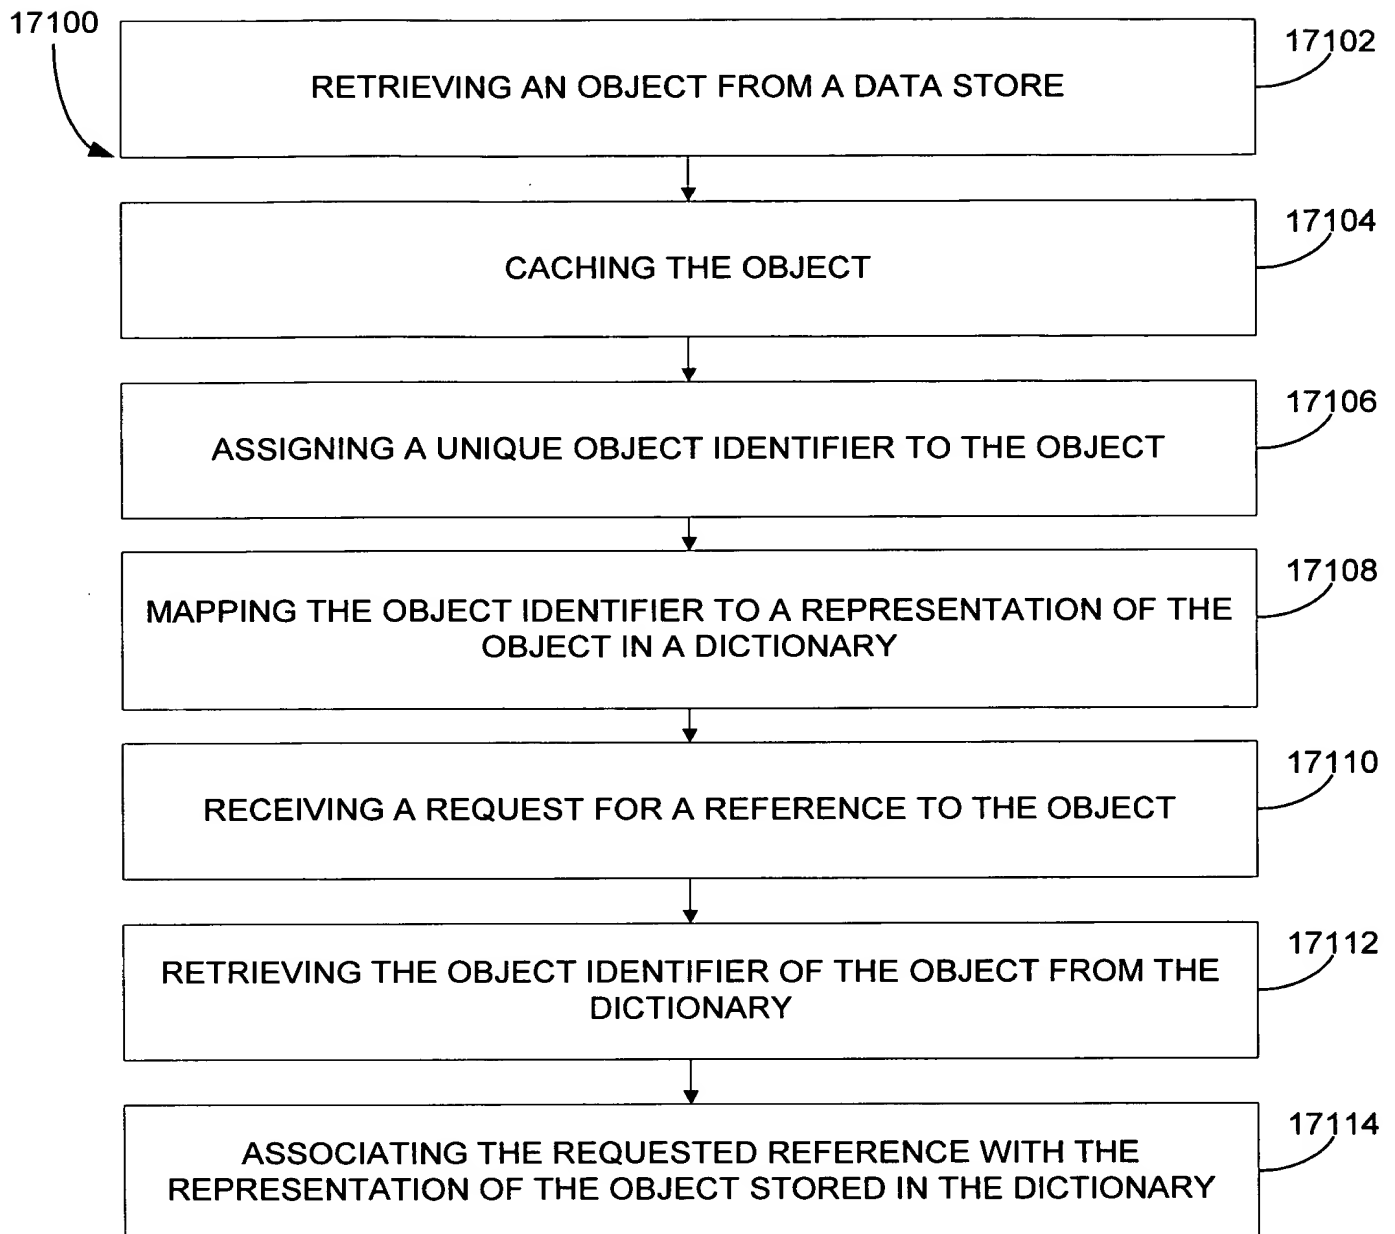 17100
17102
RETRIEVING AN OBJECT FROM A DATA STORE
17104
CACHING THE OBJECT
17106
ASSIGNING A UNIQUE OBJECT IDENTIFIER TO THE OBJECT
17108
MAPPING THE OBJECT IDENTIFIER TO A REPRESENTATION OF THE
OBJECT IN A DICTIONARY
17110
RECEIVING A REQUEST FOR A REFERENCE TO THE OBJECT
17112
RETRIEVING THE OBJECT IDENTIFIER OF THE OBJECT FROM THE
DICTIONARY
17114
ASSOCIATING THE REQUESTED REFERENCE WITH THE
REPRESENTATION OF THE OBJECT STORED IN THE DICTIONARY